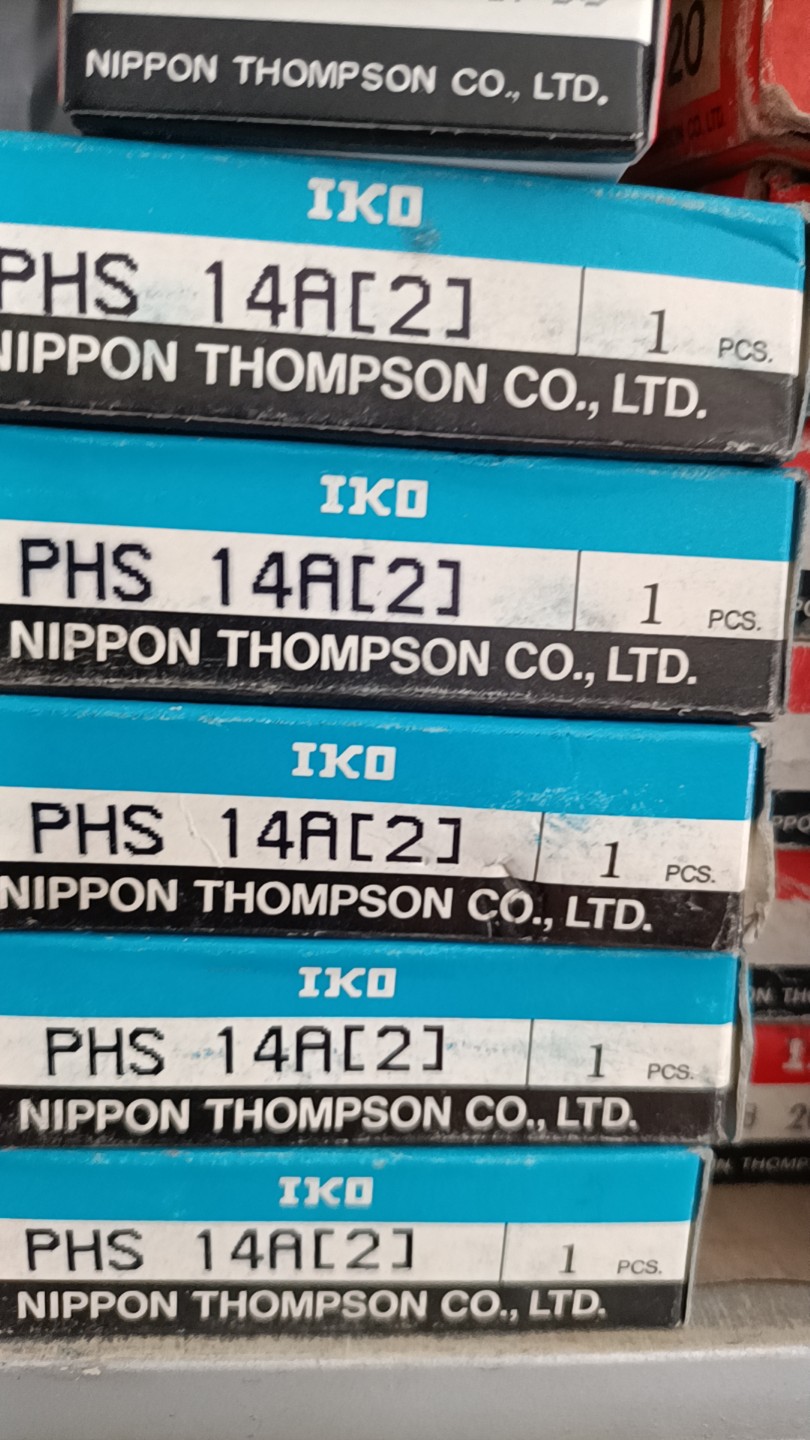 NIPPON THOMPSON CO., LTD.
20
IKO
PHS 14A[2] 1 PCS.
NIPPON THOMPSON CO., LTD.
IKO
PHS 14A[2] 1 PCS.
NIPPON THOMPSON CO., LTD.
IKO
PHS 14A[2] 1 PCS.
NIPPON THOMPSON CO., LTD.
IKO
PHS 14A[2] 1 PCS.
NIPPON THOMPSON CO., LTD.
IKO
PHS 14A[2] 1 PCS.
NIPPON THOMPSON CO., LTD.